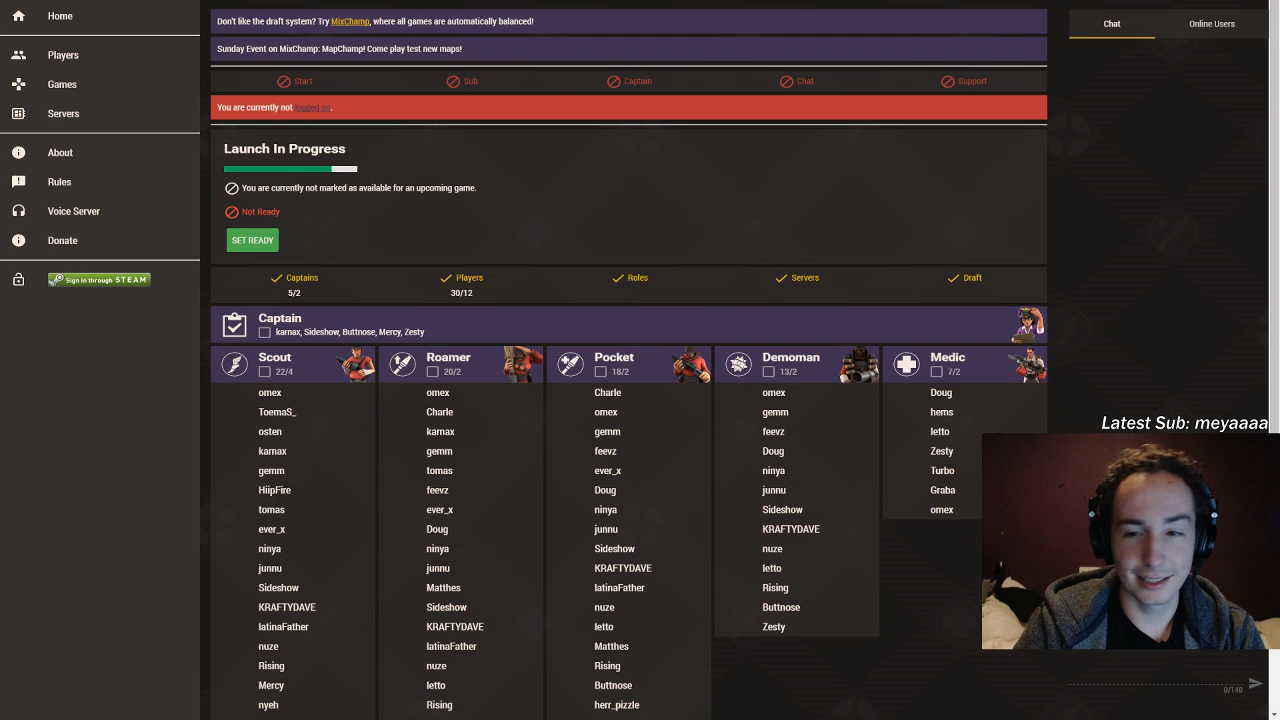 Home
Players
Games
Servers
About
Rules
Voice Server
Donate
Sign in through STEAM
Don't like the draft system? Try MixChamp, where all games are automatically balanced!
Sunday Event on MixChamp: MapChamp! Come play test new maps!
Start Sub Captain Chat Support
You are currently not logged on.
Launch In Progress
You are currently not marked as available for an upcoming game.
Not Ready
SET READY
Captains Players Roles Servers Draft
5/2 30/12
Captain
karnax, Sideshow, Buttnose, Mercy, Zesty
Scout
22/4
omex
ToemaS_
osten
karnax
gemm
HiipFire
tomas
ever_x
ninya
junnu
Sideshow
KRAFTYDAVE
latinaFather
nuze
Rising
Mercy
nyeh
Roamer
20/2
omex
Charle
karnax
gemm
tomas
feevz
ever_x
Doug
ninya
Matthes
Sideshow
KRAFTYDAVE
latinaFather
nuze
letto
Rising
Pocket
18/2
Charle
omex
gemm
feevz
ever_x
Doug
ninya
junnu
Sideshow
KRAFTYDAVE
latinaFather
nuze
letto
Matthes
Rising
Buttnose
herr_pizzle
Demoman
13/2
omex
gemm
feevz
Doug
ninya
junnu
Sideshow
KRAFTYDAVE
nuze
letto
Rising
Buttnose
Zesty
Medic
7/2
Doug
hems
letto
Zesty
Turbo
Graba
omex
Chat Online Users
Latest Sub: meyaaaa
0/140